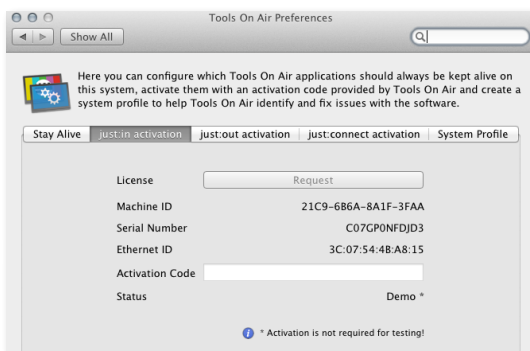 Tools On Air Preferences
Show All
Here you can configure which Tools On Air applications should always be kept alive on
this system, activate them with an activation code provided by Tools On Air and create a
system profile to help Tools On Air identify and fix issues with the software.
Stay Alive just:in activation just:out activation just:connect activation System Profile
License Request
Machine ID 21C9-6B6A-8A1F-3FAA
Serial Number C07GP0NFDJD3
Ethernet ID 3C:07:54:4B:A8:15
Activation Code
Status Demo *
* Activation is not required for testing!